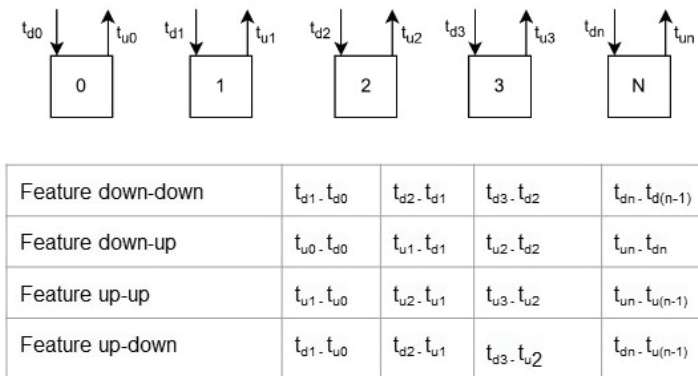 td0 tu0 td1 tu1 td2 tu2 td3 tu3 tdn tun
0 1 2 3 N
Feature down-down td1 - td0 td2 - td1 td3 - td2 tdn - td(n-1)
Feature down-up tu0 - td0 tu1 - td1 tu2 - td2 tun - tdn
Feature up-up tu1 - tu0 tu2 - tu1 tu3 - tu2 tun - tu(n-1)
Feature up-down td1 - tu0 td2 - tu1 td3 - tu2 tdn - tu(n-1)